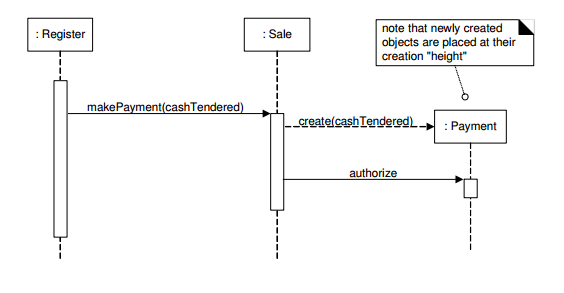 : Register
: Sale
note that newly created
objects are placed at their
creation "height"
makePayment(cashTendered)
create(cashTendered)
: Payment
authorize